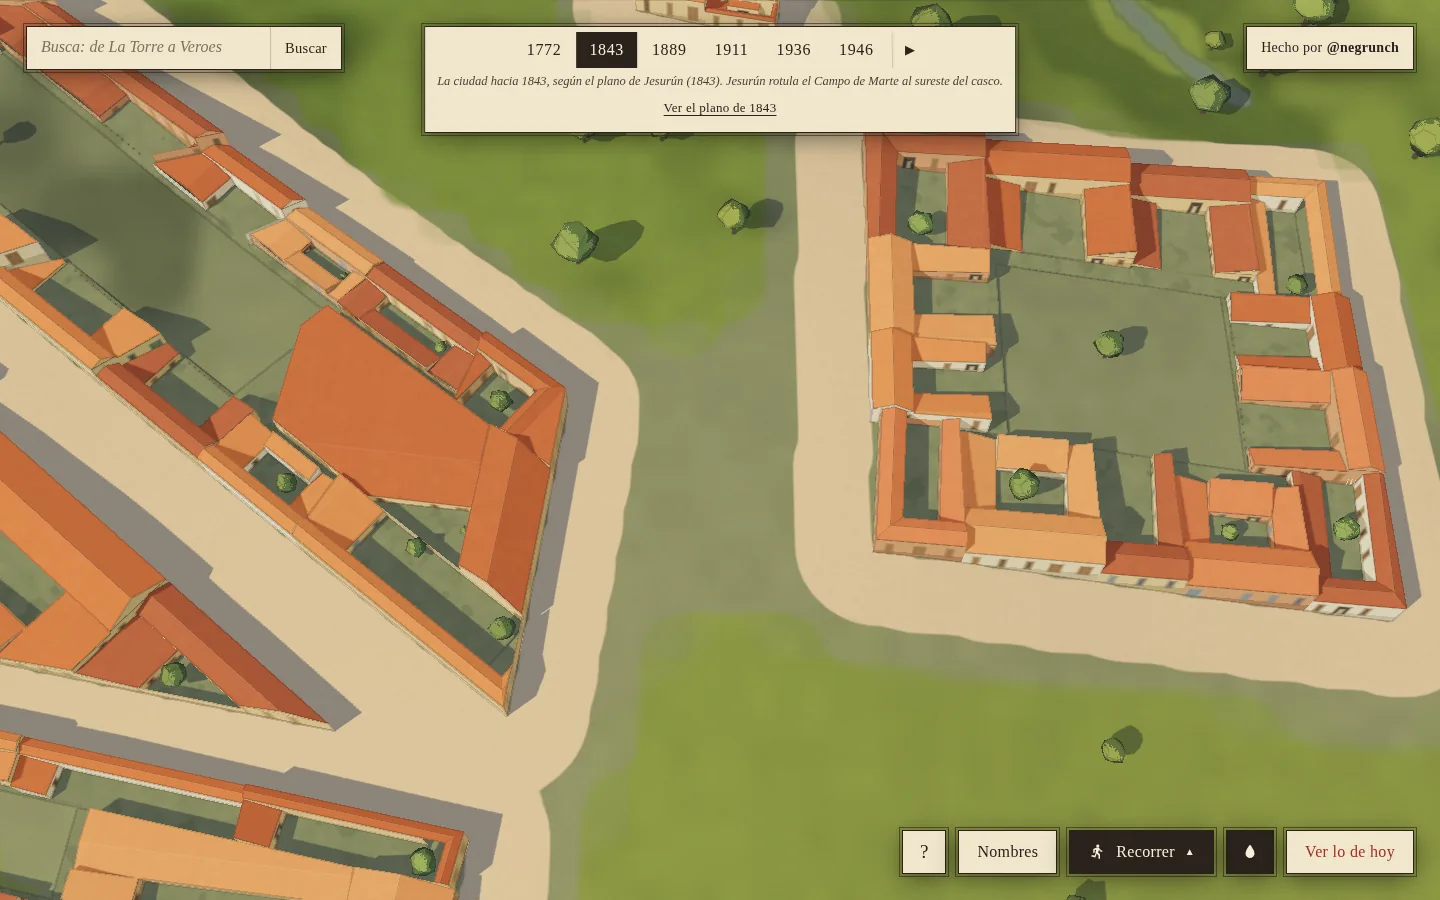 Busca: de La Torre a Veroes
Buscar
1772 1843 1889 1911 1936 1946 ▶
La ciudad hacia 1843, según el plano de Jesurún (1843). Jesurún rotula el Campo de Marte al sureste del casco.
Ver el plano de 1843
Hecho por @negrunch
? Nombres Recorrer ▲ Ver lo de hoy